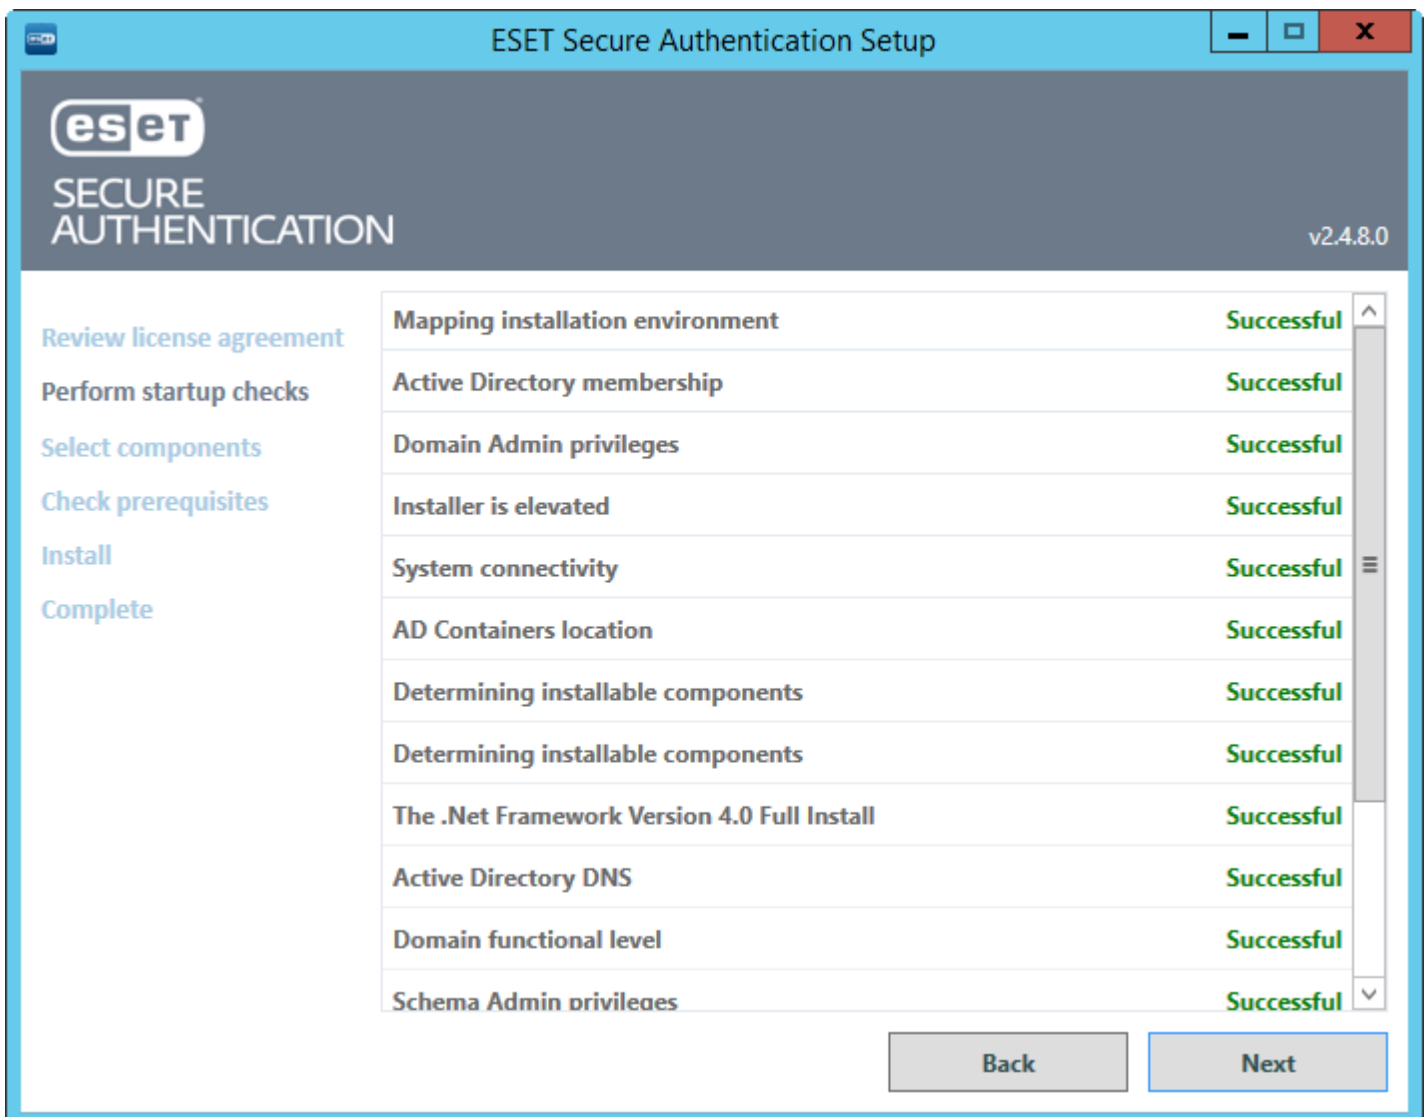 ESET Secure Authentication Setup
eseT
SECURE
AUTHENTICATION
v2.4.8.0
Review license agreement
Perform startup checks
Select components
Check prerequisites
Install
Complete
Mapping installation environment Successful
Active Directory membership Successful
Domain Admin privileges Successful
Installer is elevated Successful
System connectivity Successful
AD Containers location Successful
Determining installable components Successful
Determining installable components Successful
The .Net Framework Version 4.0 Full Install Successful
Active Directory DNS Successful
Domain functional level Successful
Schema Admin privileges Successful
Back Next